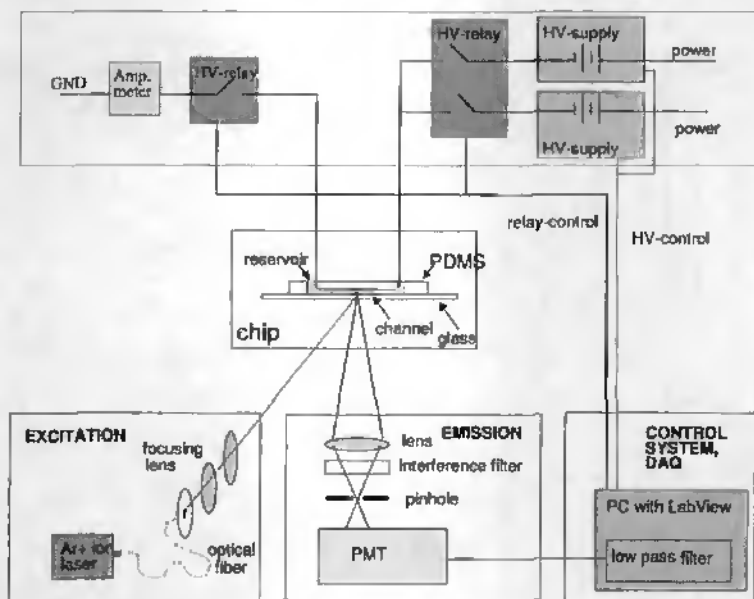 GND
Amp.
meter
HV-relay
HV-relay
HV-supply
power
power
HV-supply
relay-control
HV-control
reservoir
PDMS
channel
glass
chip
EXCITATION
focusing
lens
Ar+ ion
laser
optical
fiber
EMISSION
lens
Interference filter
pinhole
PMT
CONTROL
SYSTEM,
DAQ
PC with LabView
low pass filter